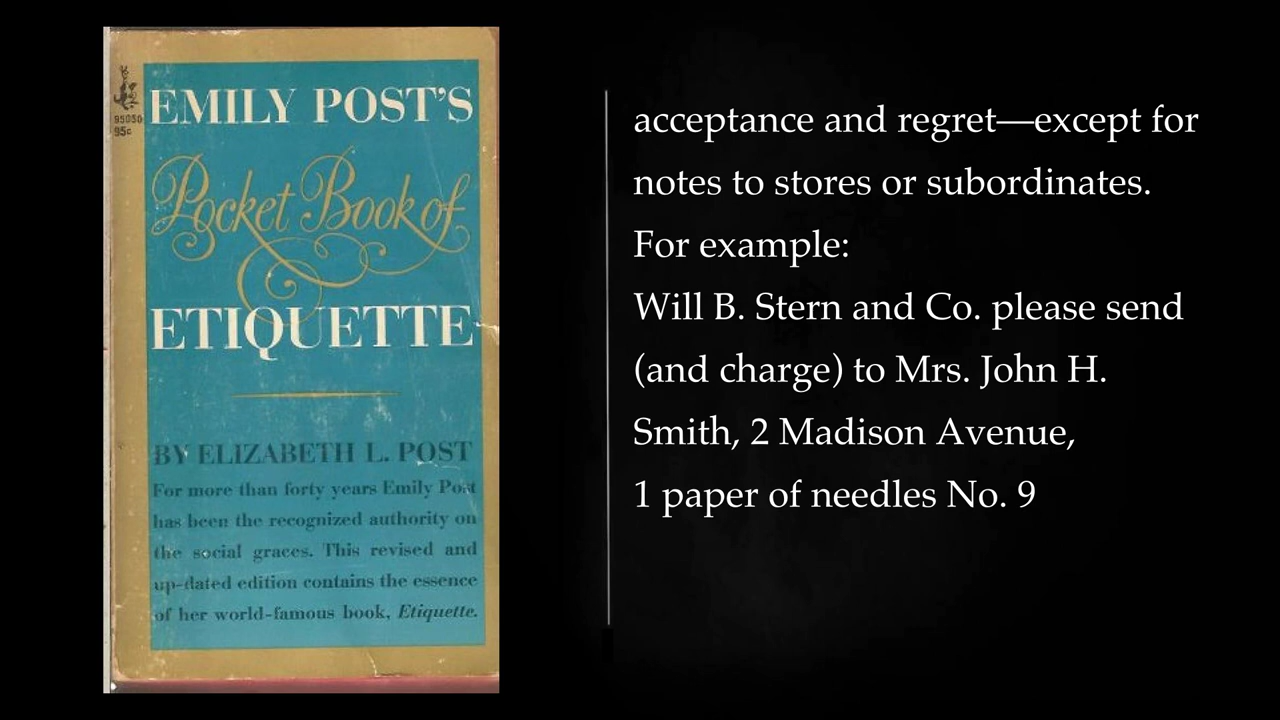 EMILY POST'S
Pocket Book of
ETIQUETTE
95050
95c
BY ELIZABETH L. POST
For more than forty years Emily Post
has been the recognized authority on
the social graces. This revised and
up-dated edition contains the essence
of her world-famous book, Etiquette.
acceptance and regret—except for
notes to stores or subordinates.
For example:
Will B. Stern and Co. please send
(and charge) to Mrs. John H.
Smith, 2 Madison Avenue,
1 paper of needles No. 9